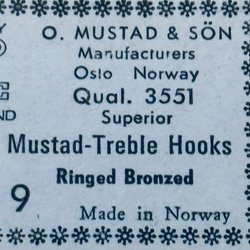 O. MUSTAD & SÖN
Manufacturers
Oslo Norway
Qual. 3551
Superior
Mustad-Treble Hooks
Ringed Bronzed
9
Made in Norway